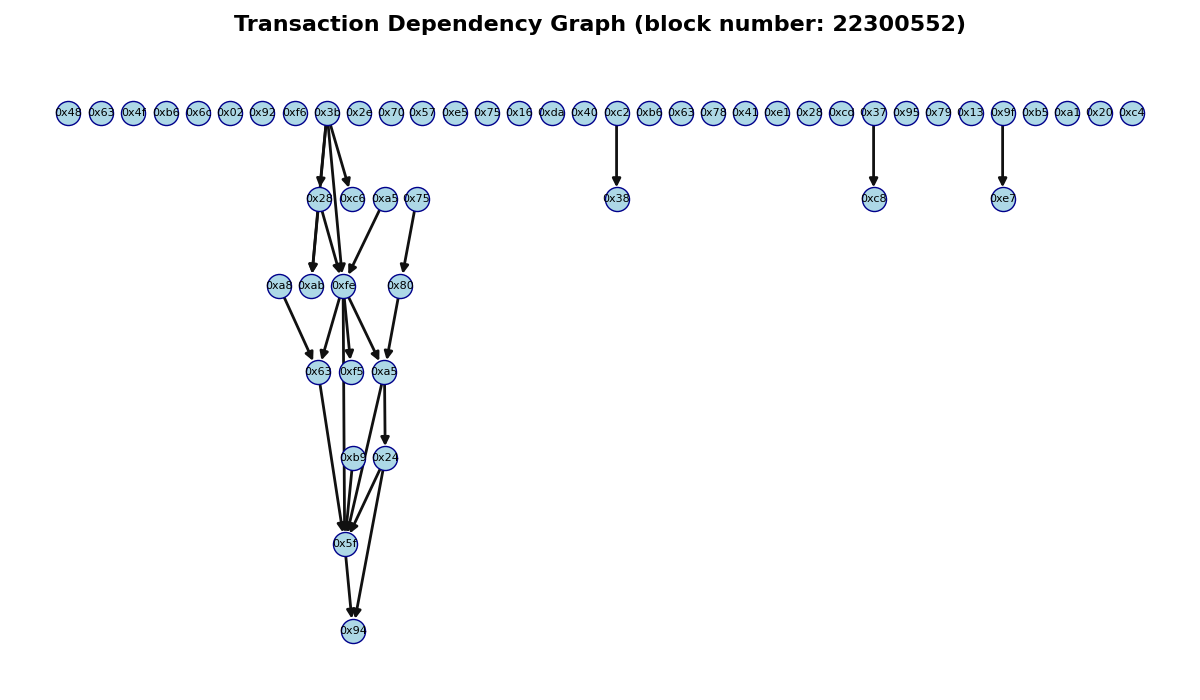 Transaction Dependency Graph (block number: 22300552)
0x48 0x63 0x4f 0xb6 0x6c 0x02 0x92 0xf6 0x3b 0x2e 0x70 0x57 0xe5 0x75 0x16 0xda 0x40 0xc2 0xb6 0x63 0x78 0x41 0xe1 0x28 0xcd 0x37 0x95 0x79 0x13 0x9f 0xb5 0xa1 0x20 0xc4
0x28 0xc6 0xa5 0x75 0x38 0xc8 0xe7
0xa8 0xab 0xfe 0x80
0x63 0xf5 0xa5
0xb9 0x24
0x5f
0x94